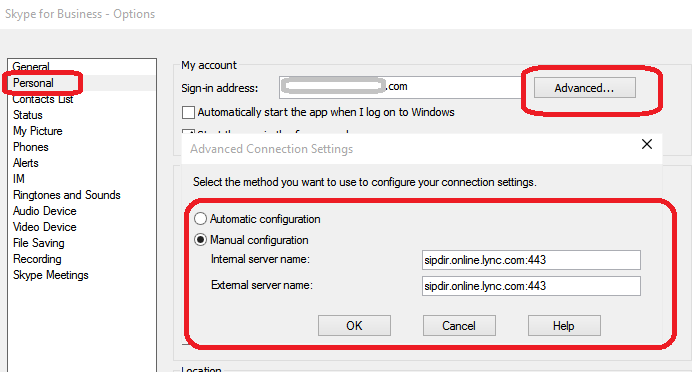 Skype for Business - Options
General
Personal
Contacts List
Status
My Picture
Phones
Alerts
IM
Ringtones and Sounds
Audio Device
Video Device
File Saving
Recording
Skype Meetings
My account
Sign-in address:
.com
Advanced...
Automatically start the app when I log on to Windows
Advanced Connection Settings
Select the method you want to use to configure your connection settings.
Automatic configuration
Manual configuration
Internal server name:
sipdir.online.lync.com:443
External server name:
sipdir.online.lync.com:443
OK
Cancel
Help
Location